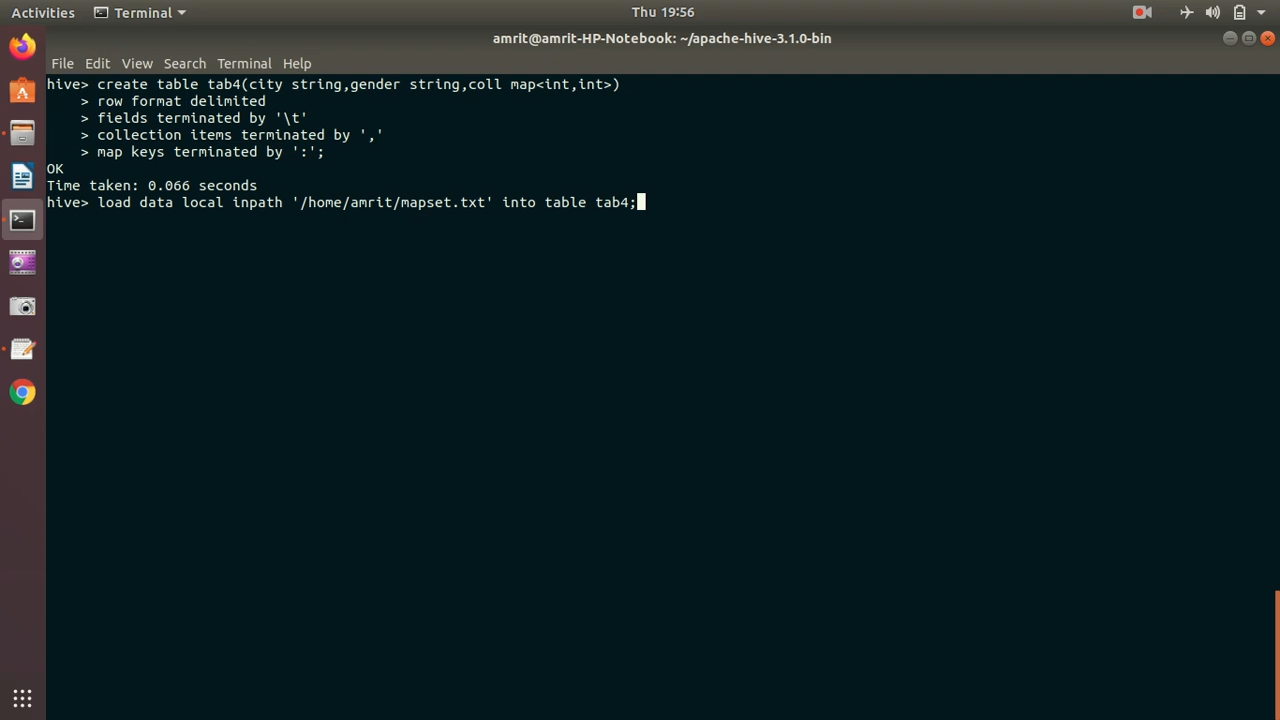 Activities Terminal Thu 19:56
amrit@amrit-HP-Notebook: ~/apache-hive-3.1.0-bin
File Edit View Search Terminal Help
hive> create table tab4(city string,gender string,coll map<int,int>)
    > row format delimited
    > fields terminated by '\t'
    > collection items terminated by ','
    > map keys terminated by ':';
OK
Time taken: 0.066 seconds
hive> load data local inpath '/home/amrit/mapset.txt' into table tab4;